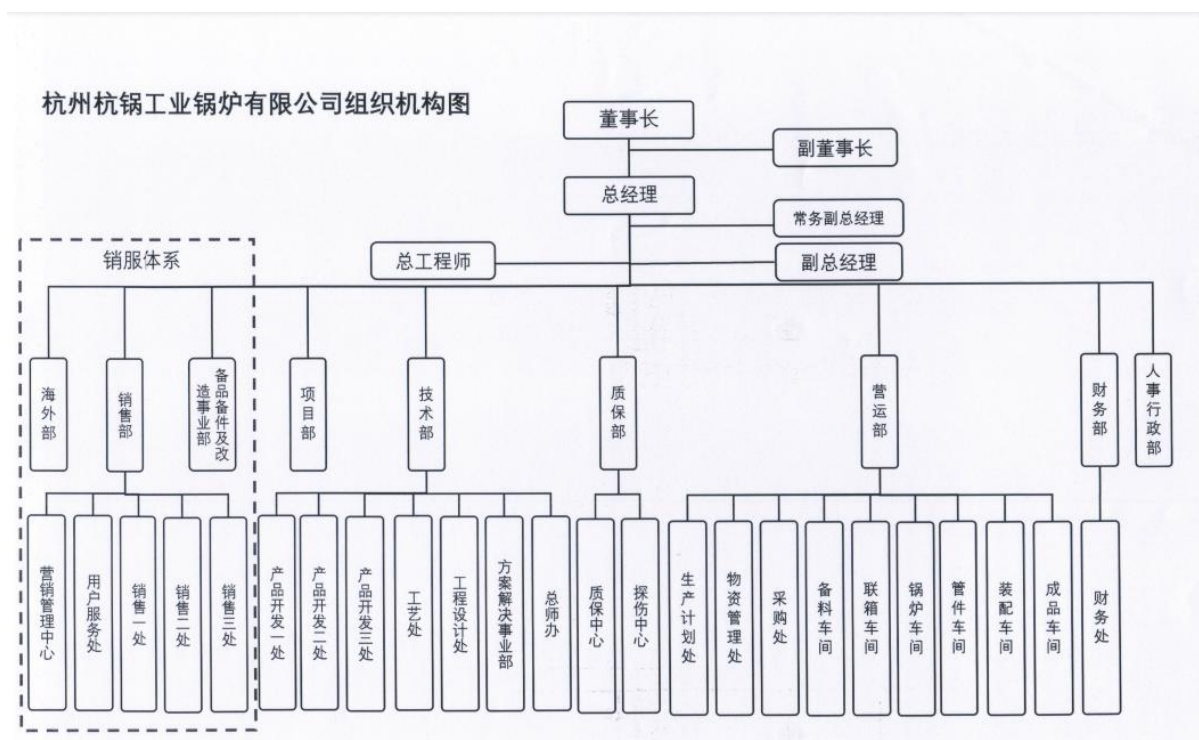 杭州杭锅工业锅炉有限公司组织机构图
董事长
副董事长
总经理
常务副总经理
总工程师
副总经理
销服体系
海外部
销售部
备品备件及改
造事业部
项目部
技术部
质保部
营运部
财务部
人事行政部
营销管理中心
用户服务处
销售一处
销售二处
销售三处
产品开发一处
产品开发二处
产品开发三处
工艺处
工程设计处
方案解决事业部
总师办
质保中心
探伤中心
生产计划处
物资管理处
采购处
备料车间
联箱车间
锅炉车间
管件车间
装配车间
成品车间
财务处